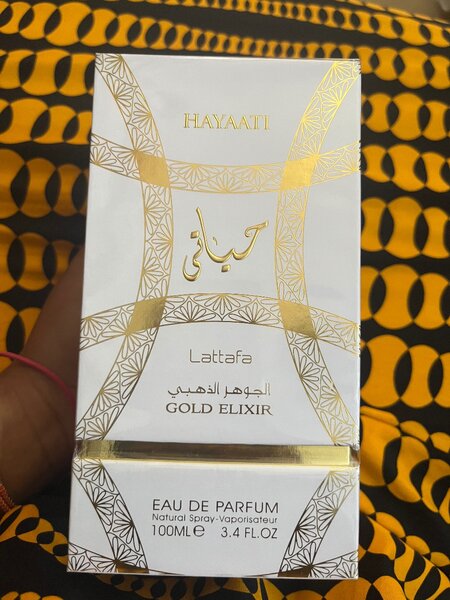 HAYAATI
حياتي
Lattafa
الجوهر الذهبي
GOLD ELIXIR
EAU DE PARFUM
Natural Spray-Vaporisateur
100ML℮ 3.4 FL.OZ